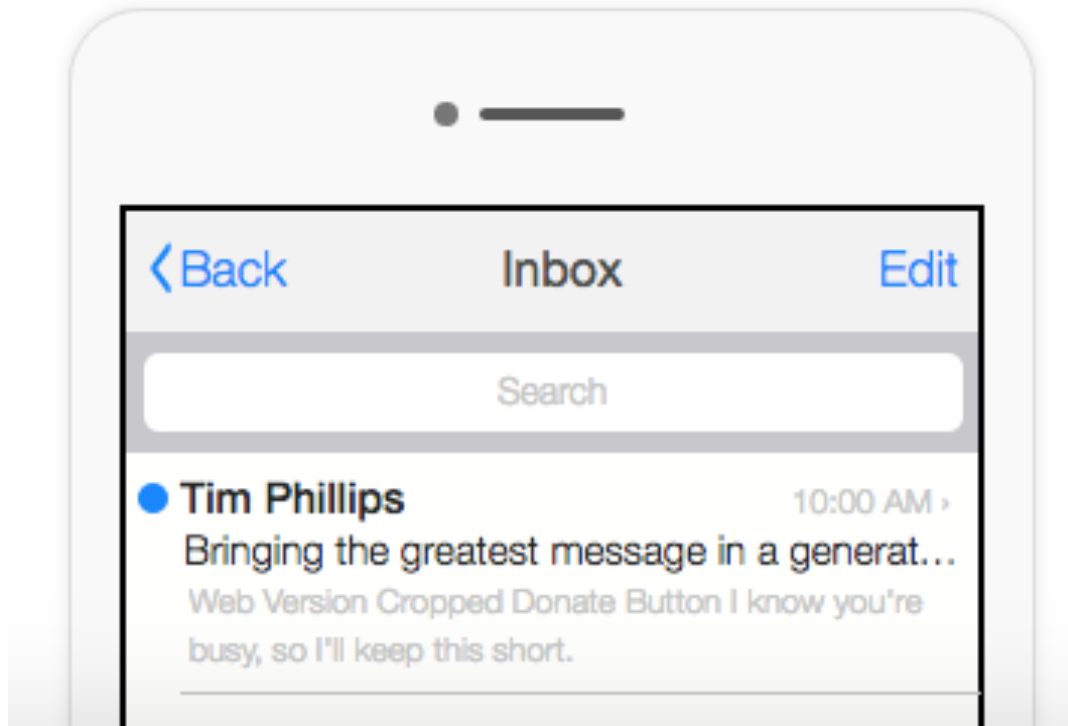 Back Inbox Edit
Search
Tim Phillips 10:00 AM ›
Bringing the greatest message in a generat...
Web Version Cropped Donate Button I know you're
busy, so I'll keep this short.